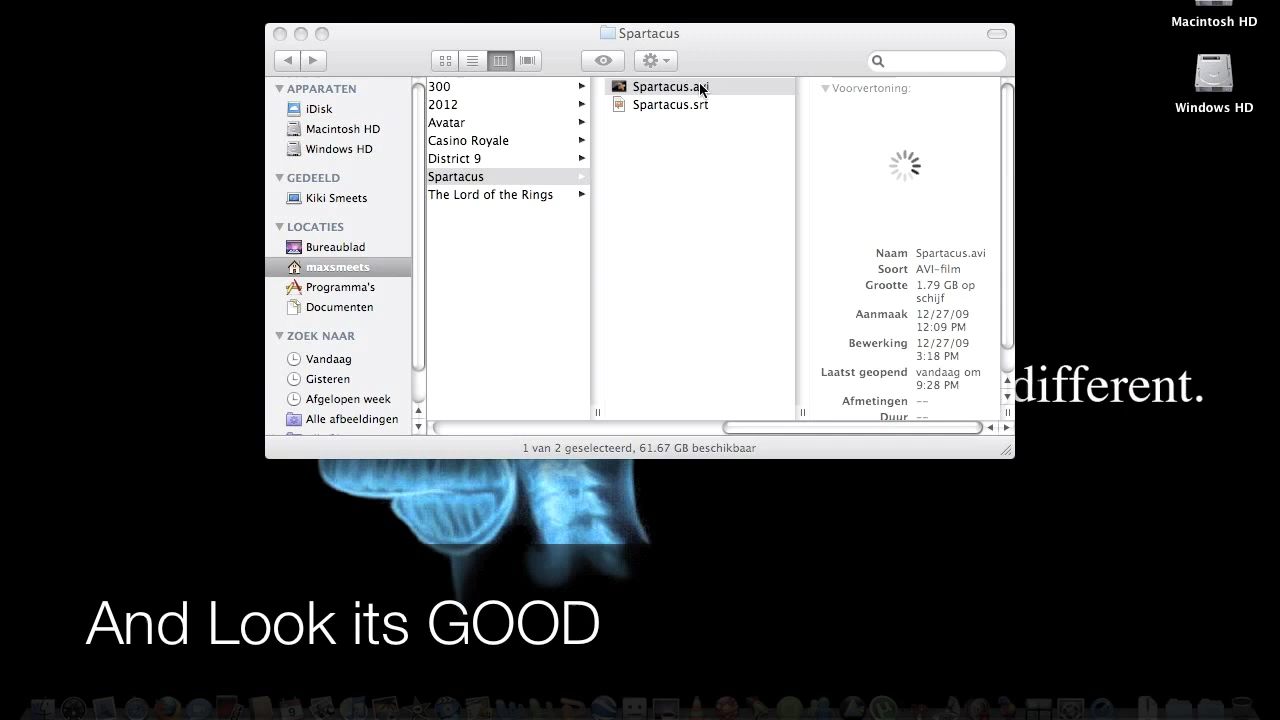 Macintosh HD
Windows HD
Spartacus
APPARATEN
iDisk
Macintosh HD
Windows HD
GEDEELD
Kiki Smeets
LOCATIES
Bureaublad
maxsmeets
Programma's
Documenten
ZOEK NAAR
Vandaag
Gisteren
Afgelopen week
Alle afbeeldingen
300
2012
Avatar
Casino Royale
District 9
Spartacus
The Lord of the Rings
Spartacus.avi
Spartacus.srt
Voorvertoning:
Naam Spartacus.avi
Soort AVI-film
Grootte 1.79 GB op
schijf
Aanmaak 12/27/09
12:09 PM
Bewerking 12/27/09
3:18 PM
Laatst geopend vandaag om
9:28 PM
Afmetingen --
Duur --
1 van 2 geselecteerd, 61.67 GB beschikbaar
different.
And Look its GOOD